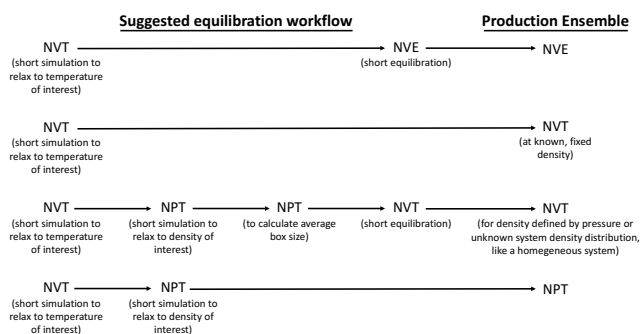 Suggested equilibration workflow
Production Ensemble
NVT
NVE
NVE
(short simulation to
relax to temperature
of interest)
(short equilibration)
NVT
NVT
(short simulation to
relax to temperature
of interest)
(at known, fixed
density)
NVT
NPT
NPT
NVT
NVT
(short simulation to
relax to temperature
of interest)
(short simulation to
relax to density of
interest)
(to calculate average
box size)
(short equilibration)
(for density defined by pressure or
unknown system density distribution,
like a homogeneous system)
NVT
NPT
NPT
(short simulation to
relax to temperature
of interest)
(short simulation to
relax to density of
interest)